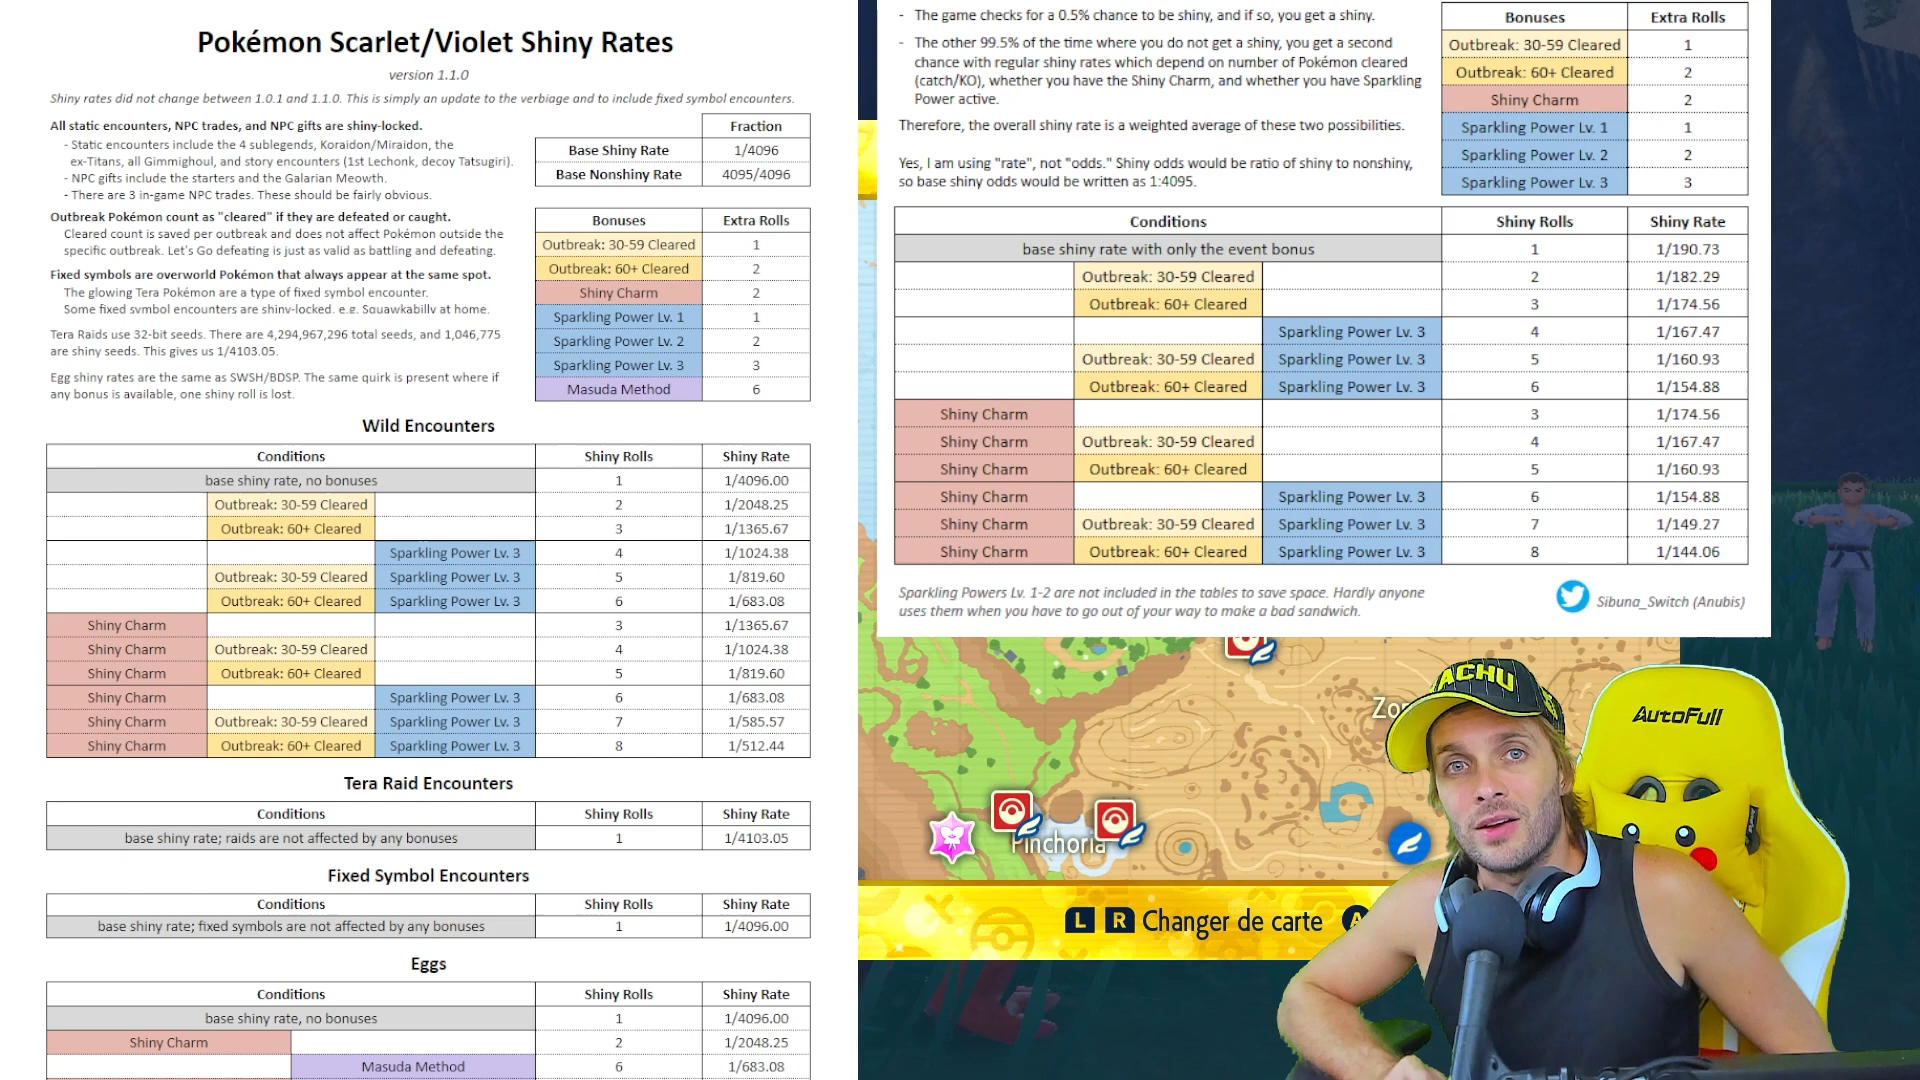 Pokémon Scarlet/Violet Shiny Rates
version 1.1.0
Shiny rates did not change between 1.0.1 and 1.1.0. This is simply an update to the verbiage and to include fixed symbol encounters.
All static encounters, NPC trades, and NPC gifts are shiny-locked.
- Static encounters include the 4 sublegends, Koraidon/Miraidon, the
ex-Titans, all Gimmighoul, and story encounters (1st Lechonk, decoy Tatsugiri).
- NPC gifts include the starters and the Galarian Meowth.
- There are 3 in-game NPC trades. These should be fairly obvious.
Outbreak Pokémon count as "cleared" if they are defeated or caught.
Cleared count is saved per outbreak and does not affect Pokémon outside the
specific outbreak. Let's Go defeating is just as valid as battling and defeating.
Fixed symbols are overworld Pokémon that always appear at the same spot.
The glowing Tera Pokémon are a type of fixed symbol encounter.
Some fixed symbol encounters are shiny-locked, e.g. Squawkabilly at home.
Tera Raids use 32-bit seeds. There are 4,294,967,296 total seeds, and 1,046,775
are shiny seeds. This gives us 1/4103.05.
Egg shiny rates are the same as SWSH/BDSP. The same quirk is present where if
any bonus is available, one shiny roll is lost.
Fraction
Base Shiny Rate 1/4096
Base Nonshiny Rate 4095/4096
Bonuses Extra Rolls
Outbreak: 30-59 Cleared 1
Outbreak: 60+ Cleared 2
Shiny Charm 2
Sparkling Power Lv. 1 1
Sparkling Power Lv. 2 2
Sparkling Power Lv. 3 3
Masuda Method 6
Wild Encounters
Conditions Shiny Rolls Shiny Rate
base shiny rate, no bonuses 1 1/4096.00
Outbreak: 30-59 Cleared 2 1/2048.25
Outbreak: 60+ Cleared 3 1/1365.67
Sparkling Power Lv. 3 4 1/1024.38
Outbreak: 30-59 Cleared Sparkling Power Lv. 3 5 1/819.60
Outbreak: 60+ Cleared Sparkling Power Lv. 3 6 1/683.08
Shiny Charm 3 1/1365.67
Shiny Charm Outbreak: 30-59 Cleared 4 1/1024.38
Shiny Charm Outbreak: 60+ Cleared 5 1/819.60
Shiny Charm Sparkling Power Lv. 3 6 1/683.08
Shiny Charm Outbreak: 30-59 Cleared Sparkling Power Lv. 3 7 1/585.57
Shiny Charm Outbreak: 60+ Cleared Sparkling Power Lv. 3 8 1/512.44
Tera Raid Encounters
Conditions Shiny Rolls Shiny Rate
base shiny rate; raids are not affected by any bonuses 1 1/4103.05
Fixed Symbol Encounters
Conditions Shiny Rolls Shiny Rate
base shiny rate; fixed symbols are not affected by any bonuses 1 1/4096.00
Eggs
Conditions Shiny Rolls Shiny Rate
base shiny rate, no bonuses 1 1/4096.00
Shiny Charm 2 1/2048.25
Masuda Method 6 1/683.08
- The game checks for a 0.5% chance to be shiny, and if so, you get a shiny.
- The other 99.5% of the time where you do not get a shiny, you get a second
chance with regular shiny rates which depend on number of Pokémon cleared
(catch/KO), whether you have the Shiny Charm, and whether you have Sparkling
Power active.
Therefore, the overall shiny rate is a weighted average of these two possibilities.
Yes, I am using "rate", not "odds." Shiny odds would be ratio of shiny to nonshiny,
so base shiny odds would be written as 1:4095.
Bonuses Extra Rolls
Outbreak: 30-59 Cleared 1
Outbreak: 60+ Cleared 2
Shiny Charm 2
Sparkling Power Lv. 1 1
Sparkling Power Lv. 2 2
Sparkling Power Lv. 3 3
Conditions Shiny Rolls Shiny Rate
base shiny rate with only the event bonus 1 1/190.73
Outbreak: 30-59 Cleared 2 1/182.29
Outbreak: 60+ Cleared 3 1/174.56
Sparkling Power Lv. 3 4 1/167.47
Outbreak: 30-59 Cleared Sparkling Power Lv. 3 5 1/160.93
Outbreak: 60+ Cleared Sparkling Power Lv. 3 6 1/154.88
Shiny Charm 3 1/174.56
Shiny Charm Outbreak: 30-59 Cleared 4 1/167.47
Shiny Charm Outbreak: 60+ Cleared 5 1/160.93
Shiny Charm Sparkling Power Lv. 3 6 1/154.88
Shiny Charm Outbreak: 30-59 Cleared Sparkling Power Lv. 3 7 1/149.27
Shiny Charm Outbreak: 60+ Cleared Sparkling Power Lv. 3 8 1/144.06
Sparkling Powers Lv. 1-2 are not included in the tables to save space. Hardly anyone
uses them when you have to go out of your way to make a bad sandwich.
Sibuna_Switch (Anubis)
Zo
ACHU
AutoFull
Pinchoria
L R Changer de carte A